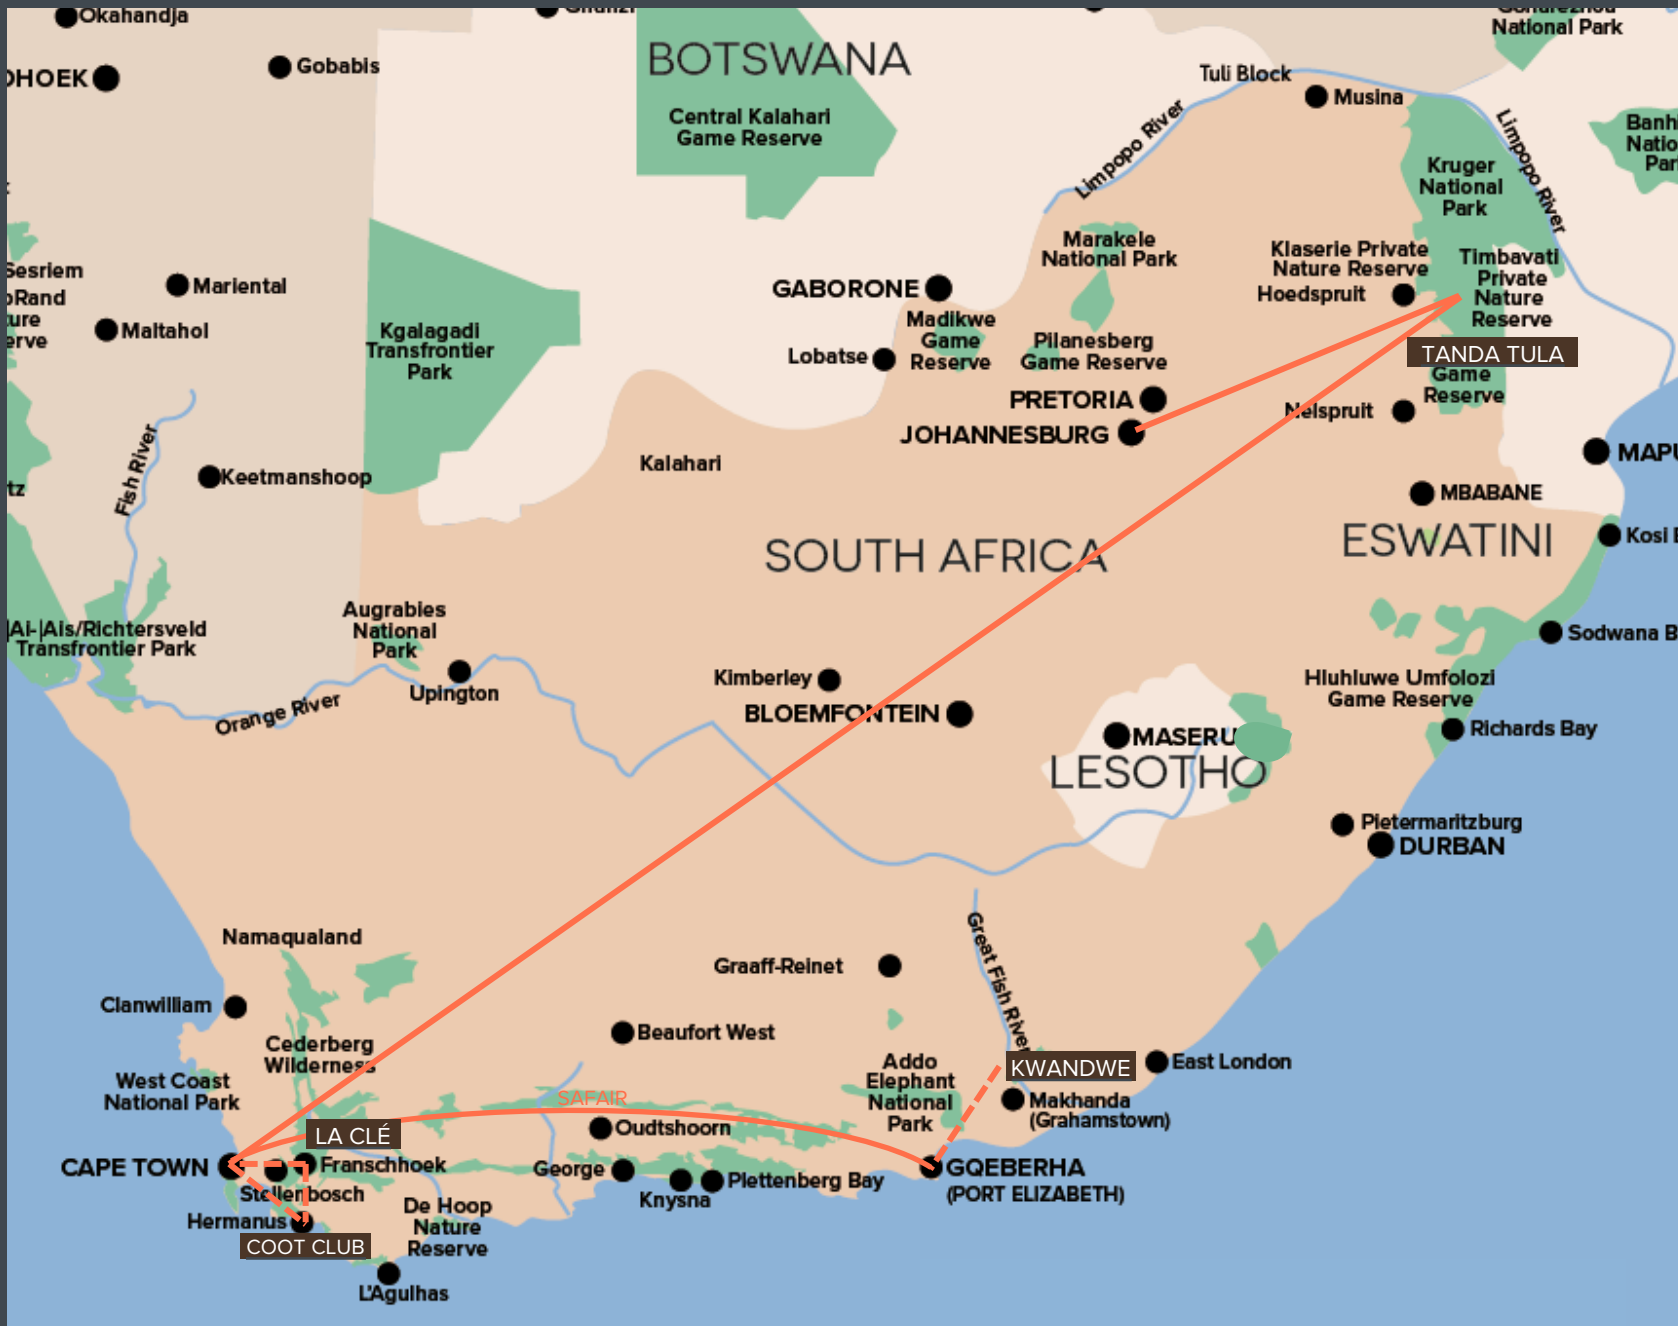 Okahandja
Gobabis
BOTSWANA
Central Kalahari
Game Reserve
Tuli Block
Musina
National Park
Limpopo River
Limpopo River
Kruger
National
Park
Marakele
National Park
Klaserie Private
Nature Reserve
Hoedspruit
Timbavati
Private
Nature
Reserve
TANDA TULA
Game
Reserve
Mariental
Maltahol
GABORONE
Madikwe
Game
Reserve
Lobatse
Pilanesberg
Game Reserve
Kgalagadi
Transfrontier
Park
PRETORIA
JOHANNESBURG
Nelspruit
Kalahari
Fish River
Keetmanshoop
MBABANE
ESWATINI
SOUTH AFRICA
|Ai-|Ais/Richtersveld
Transfrontier Park
Augrabies
National
Park
Upington
Orange River
Kimberley
BLOEMFONTEIN
MASERU
LESOTHO
Sodwana B
Hluhluwe Umfolozi
Game Reserve
Richards Bay
Pietermaritzburg
DURBAN
Namaqualand
Clanwilliam
Graaff-Reinet
Great Fish River
Beaufort West
Cederberg
Wilderness
West Coast
National Park
SAFAIR
Addo
Elephant
National
Park
KWANDWE
East London
Makhanda
(Grahamstown)
LA CLÉ
Oudtshoorn
CAPE TOWN
Franschhoek
George
Plettenberg Bay
GQEBERHA
(PORT ELIZABETH)
Stellenbosch
Knysna
Hermanus
De Hoop
Nature
Reserve
COOT CLUB
L'Agulhas